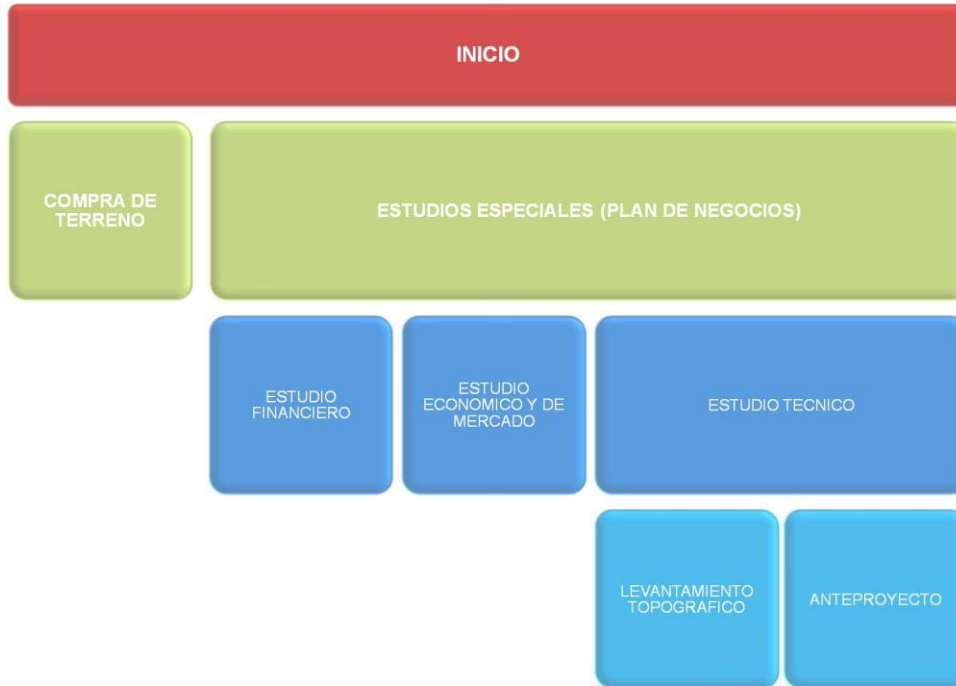 INICIO
COMPRA DE
TERRENO
ESTUDIOS ESPECIALES (PLAN DE NEGOCIOS)
ESTUDIO
FINANCIERO
ESTUDIO
ECONOMICO Y DE
MERCADO
ESTUDIO TECNICO
LEVANTAMIENTO
TOPOGRAFICO
ANTEPROYECTO